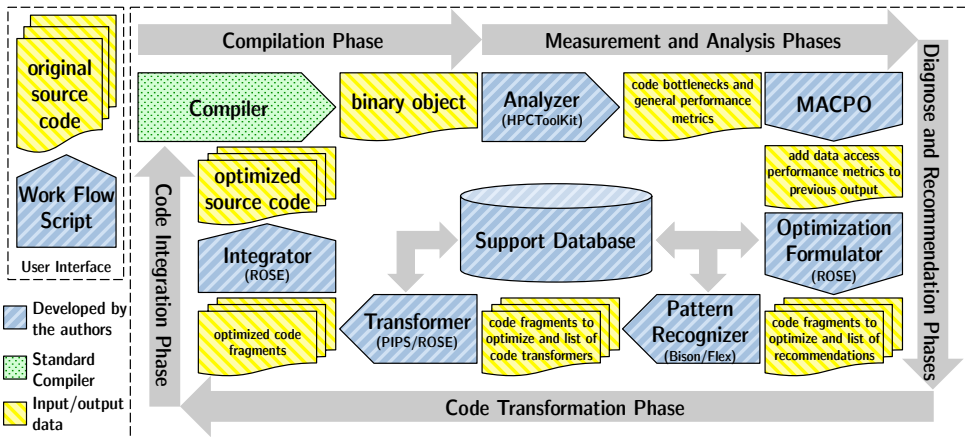 original
source
code
Work Flow
Script
User Interface
Developed by
the authors
Standard
Compiler
Input/output
data
Compilation Phase
Measurement and Analysis Phases
Diagnose and Recommendation Phases
Code Transformation Phase
Code Integration Phase
Compiler
binary object
Analyzer
(HPCToolKit)
code bottlenecks and
general performance
metrics
MACPO
add data access
performance metrics to
previous output
optimized
source code
Integrator
(ROSE)
Support Database
Optimization
Formulator
(ROSE)
optimized code
fragments
Transformer
(PIPS/ROSE)
code fragments to
optimize and list of
code transformers
Pattern
Recognizer
(Bison/Flex)
code fragments to
optimize and list of
recommendations